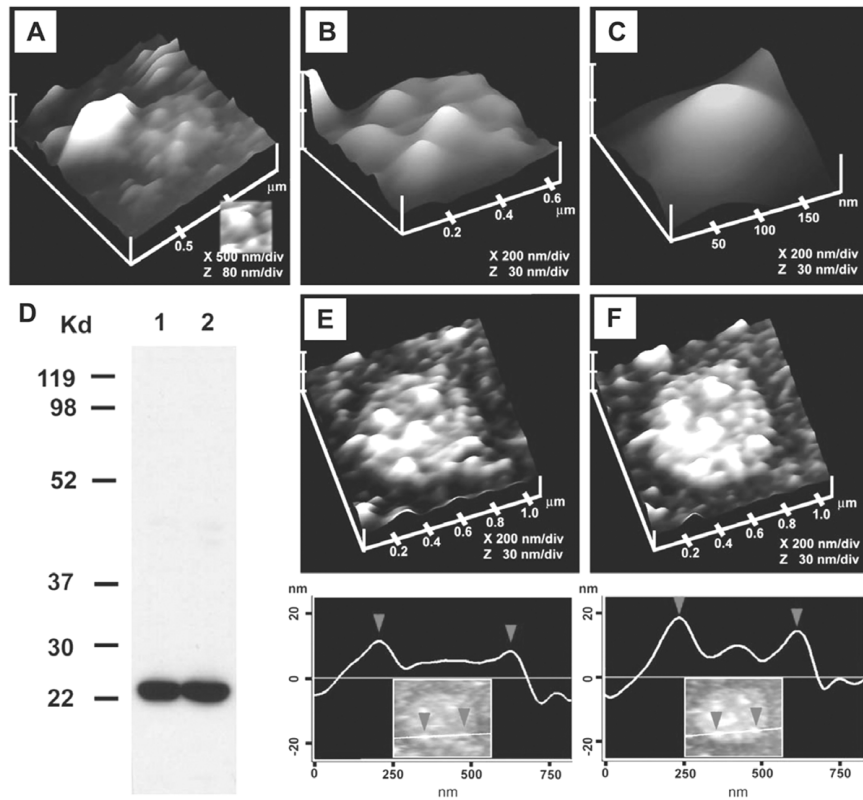 A
0.5
μm
X 500 nm/div
Z 80 nm/div
B
0.2
0.4
0.6
μm
X 200 nm/div
Z 30 nm/div
C
50
100
150
nm
X 200 nm/div
Z 30 nm/div
D
Kd
1 2
119
98
52
37
30
22
E
0.2
0.4
0.6
0.8
1.0
μm
X 200 nm/div
Z 30 nm/div
F
0.2
0.4
0.6
0.8
1.0
μm
X 200 nm/div
Z 30 nm/div
nm
20
0
-20
0 250 500 750
nm
20
0
-20
0 250 500 750
nm